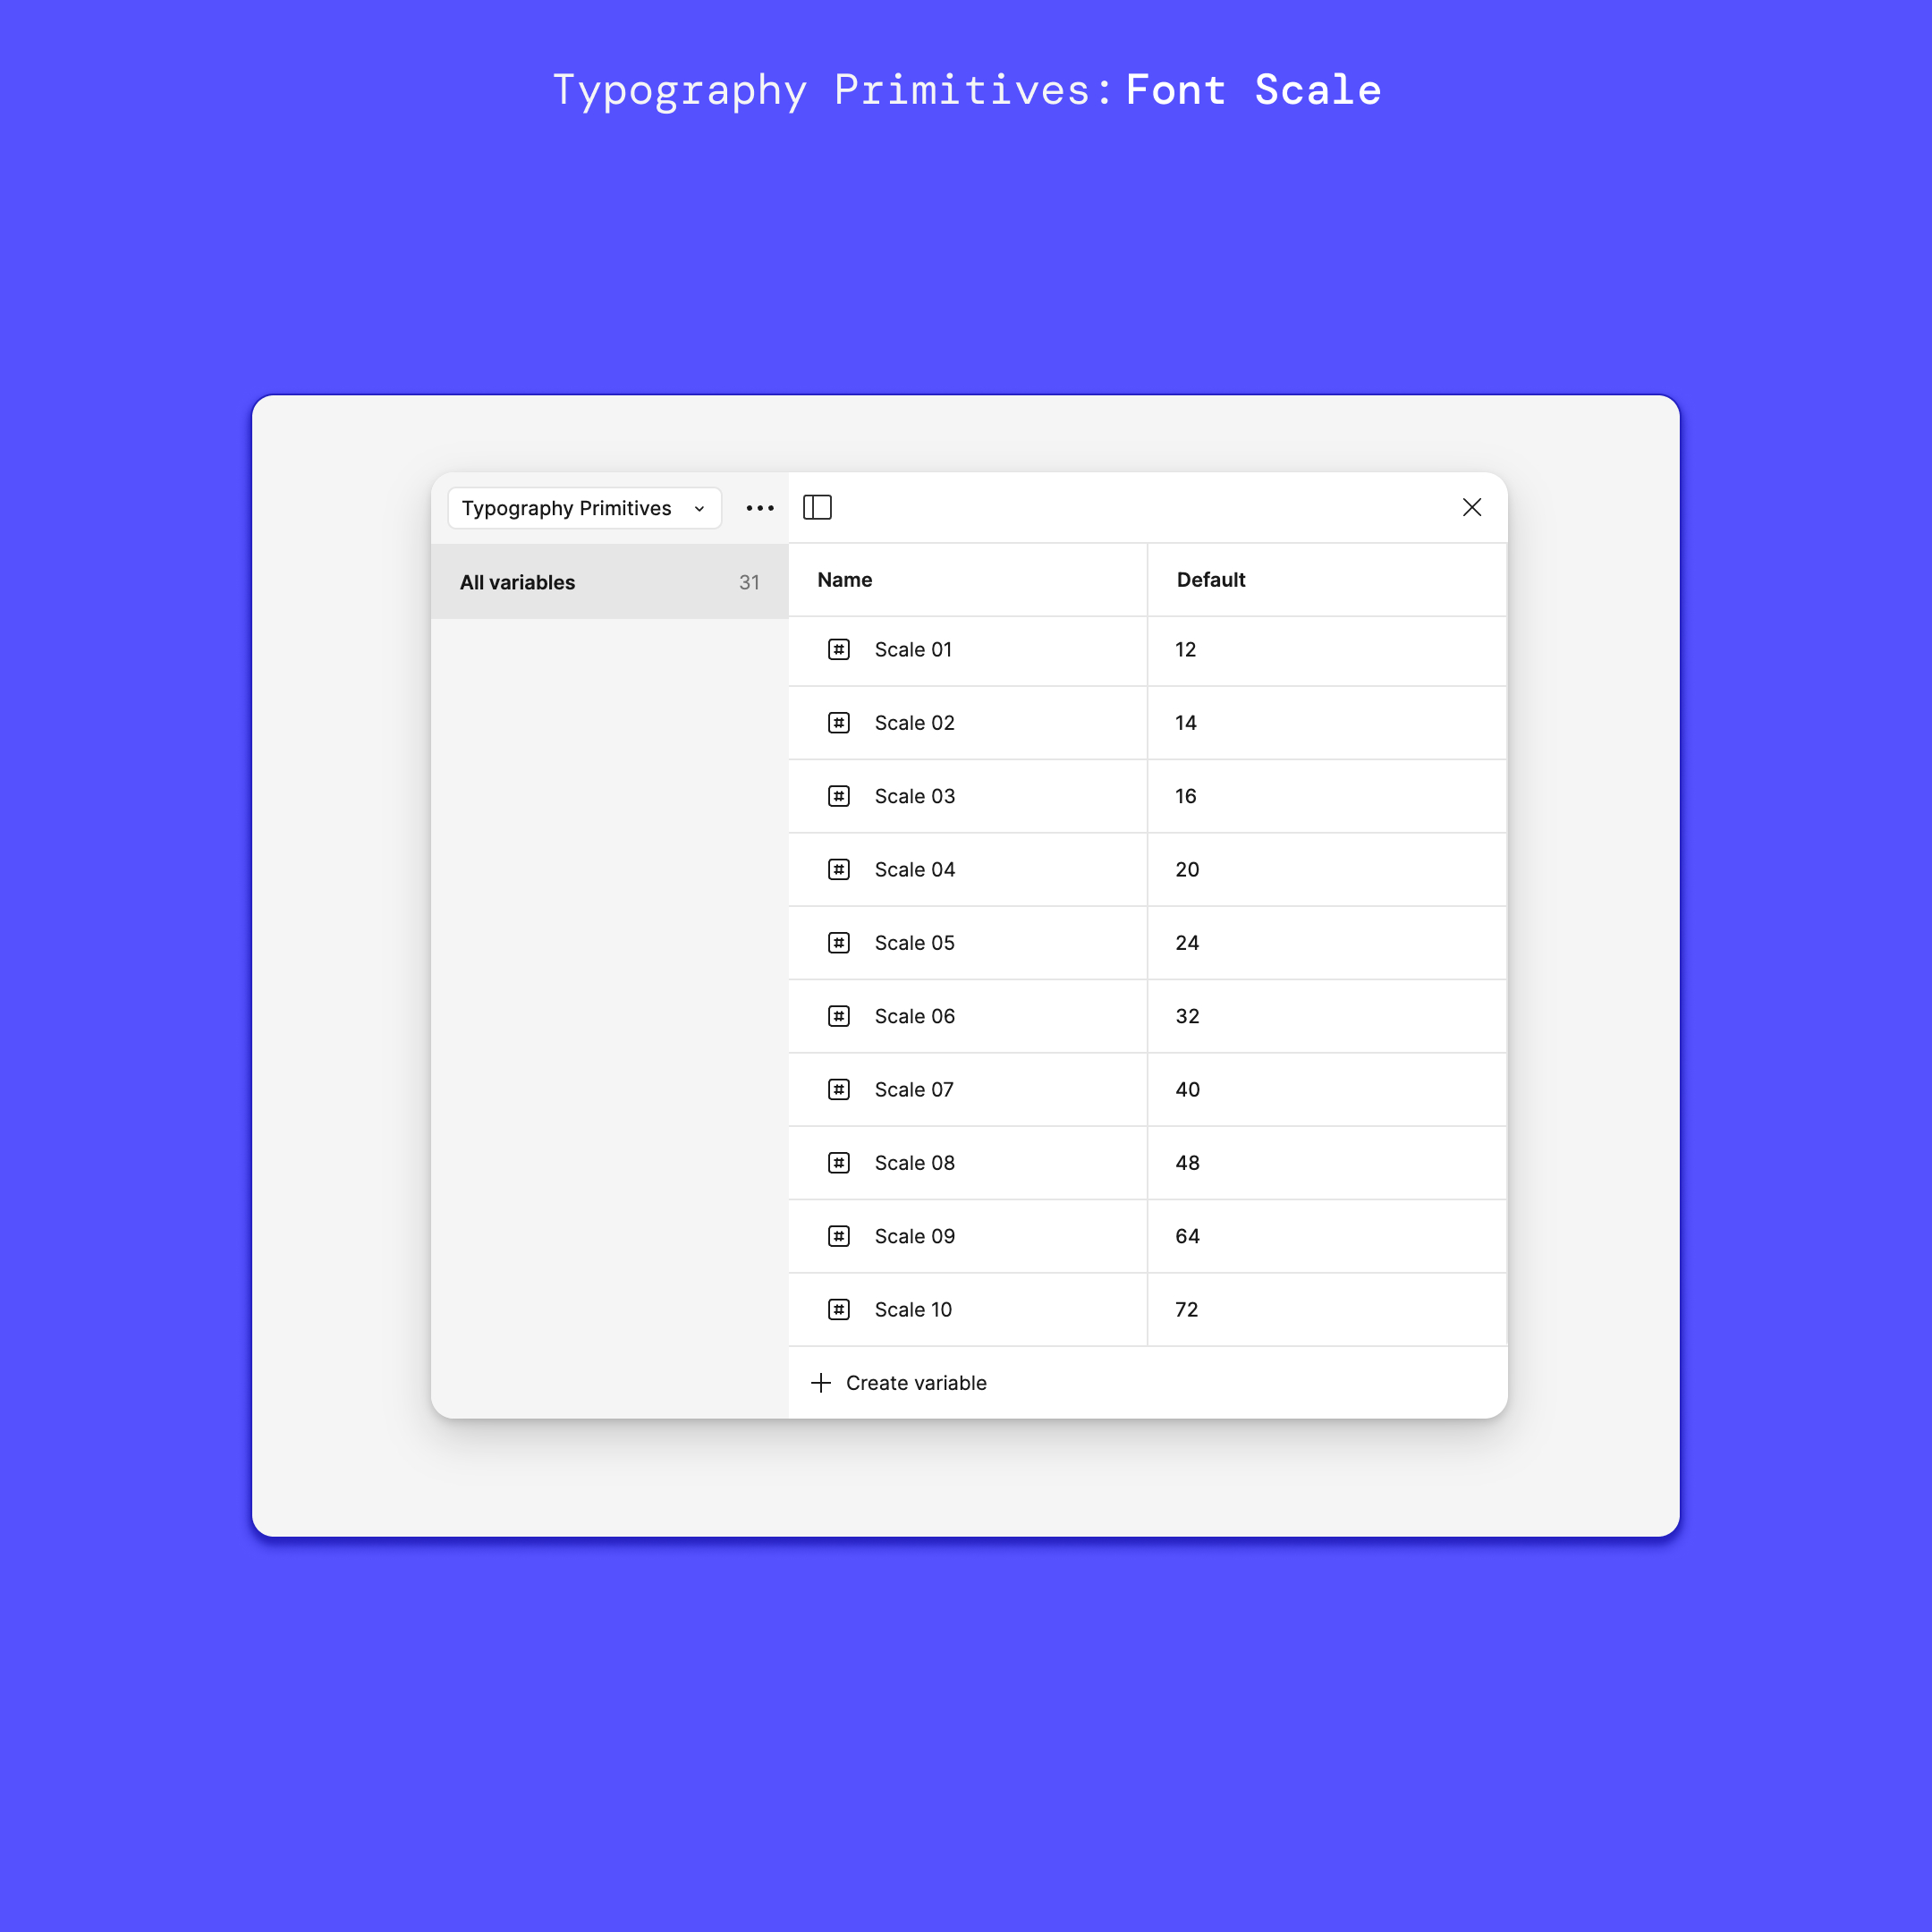 Typography Primitives: Font Scale
Typography Primitives
All variables 31
Name Default
Scale 01 12
Scale 02 14
Scale 03 16
Scale 04 20
Scale 05 24
Scale 06 32
Scale 07 40
Scale 08 48
Scale 09 64
Scale 10 72
Create variable